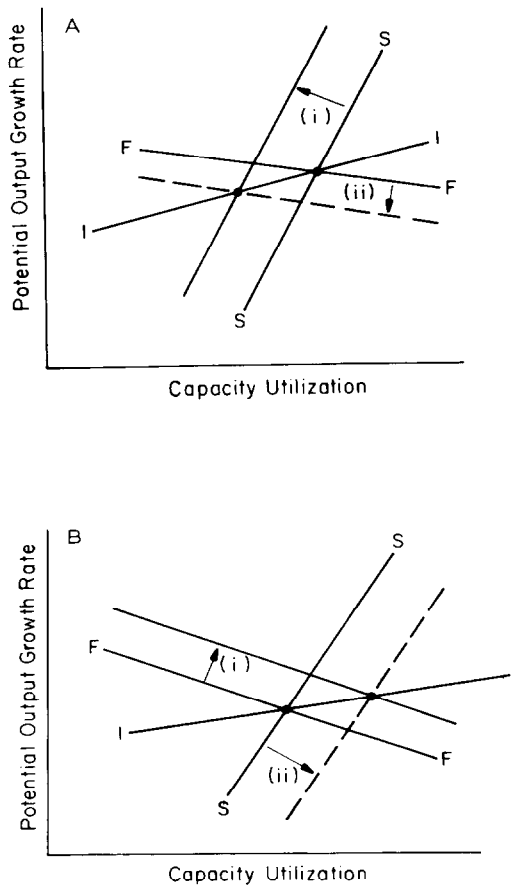 A
Potential Output Growth Rate
S
(i)
F
I
(ii)
F
I
S
Capacity Utilization
B
Potential Output Growth Rate
S
F
(i)
I
(ii)
F
S
Capacity Utilization